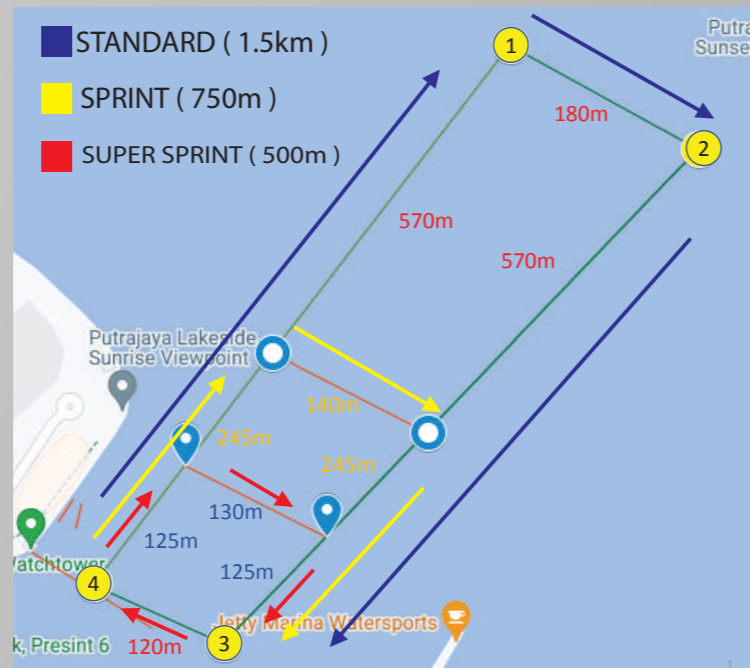 STANDARD ( 1.5km )
SPRINT ( 750m )
SUPER SPRINT ( 500m )
1
Putra
Sunse
180m
2
570m
570m
Putrajaya Lakeside
Sunrise Viewpoint
140m
245m
245m
130m
125m
125m
Watchtower
4
Jetty Marina Watersports
3
k, Presint 6
120m
1